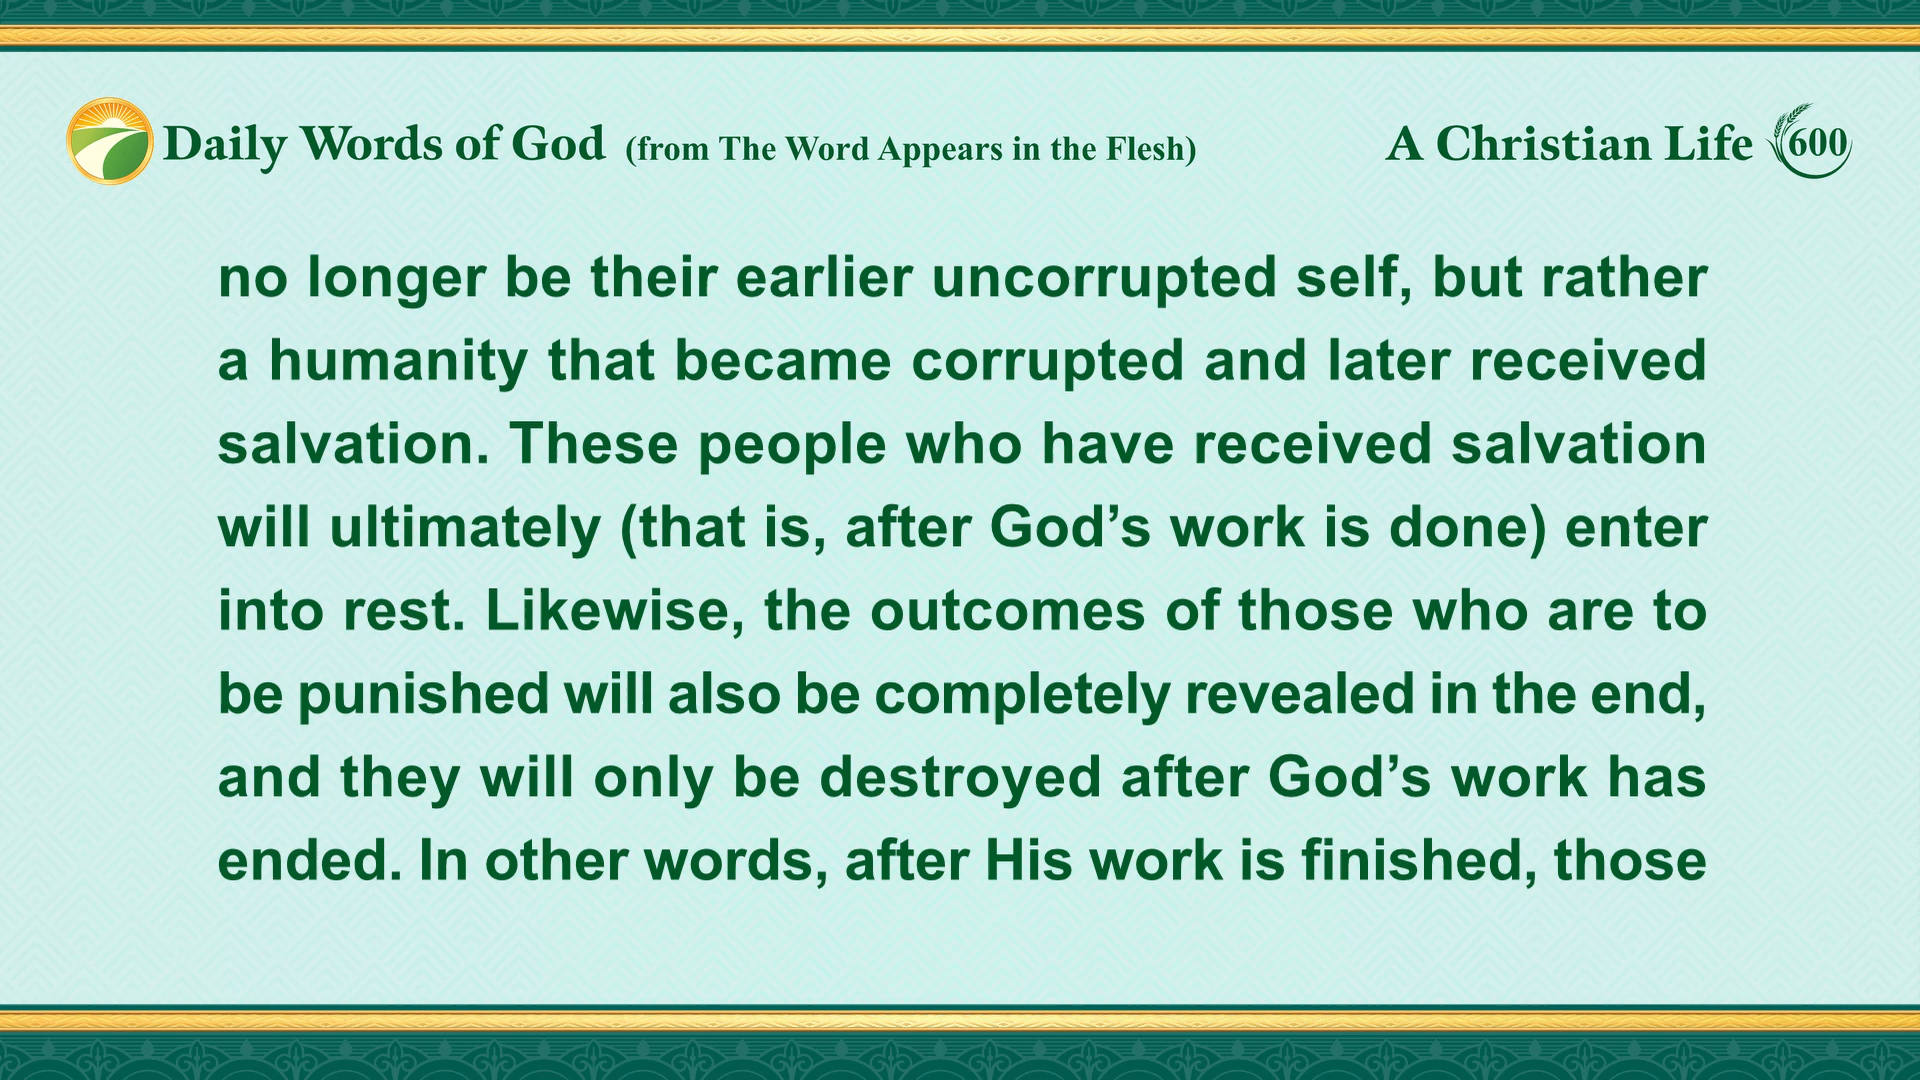 Daily Words of God (from The Word Appears in the Flesh)
A Christian Life 600
no longer be their earlier uncorrupted self, but rather
a humanity that became corrupted and later received
salvation. These people who have received salvation
will ultimately (that is, after God’s work is done) enter
into rest. Likewise, the outcomes of those who are to
be punished will also be completely revealed in the end,
and they will only be destroyed after God’s work has
ended. In other words, after His work is finished, those